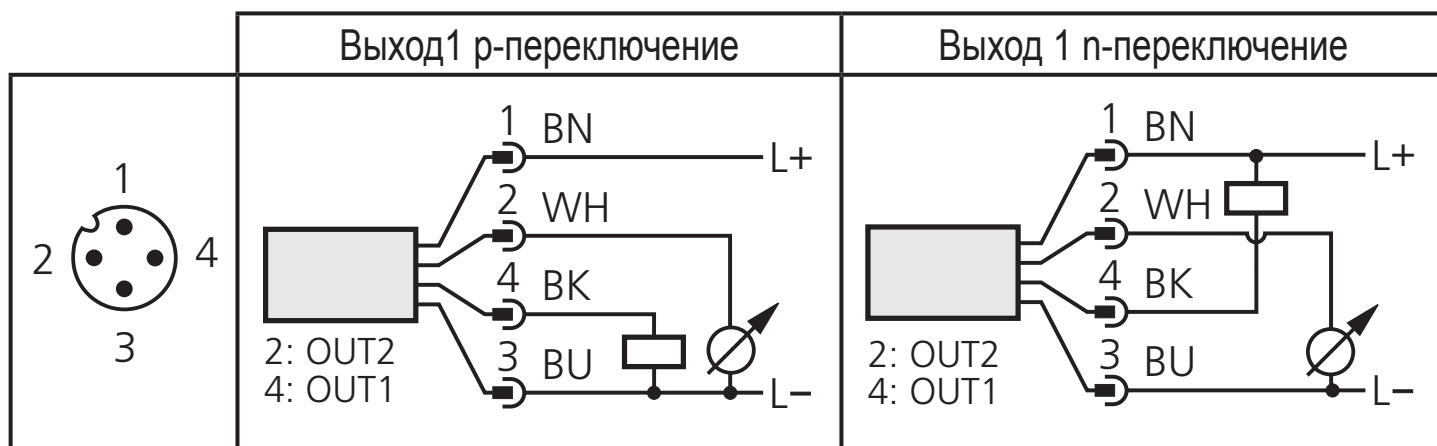 Выход1 p-переключение
Выход 1 n-переключение
1
2
4
3
1 BN
L+
2 WH
4 BK
3 BU
L–
2: OUT2
4: OUT1
1 BN
L+
2 WH
4 BK
3 BU
L–
2: OUT2
4: OUT1